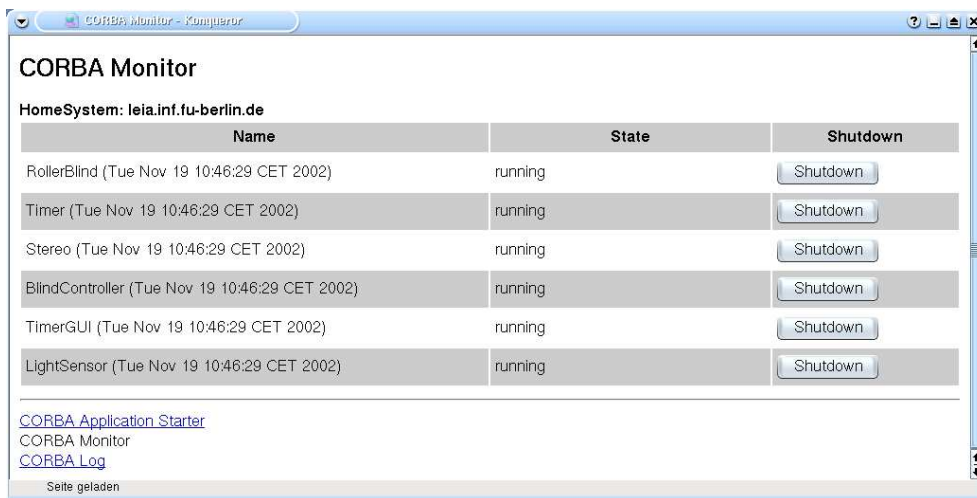 CORBA Monitor - Konqueror
CORBA Monitor
HomeSystem: leia.inf.fu-berlin.de
Name State Shutdown
RollerBlind (Tue Nov 19 10:46:29 CET 2002) running Shutdown
Timer (Tue Nov 19 10:46:29 CET 2002) running Shutdown
Stereo (Tue Nov 19 10:46:29 CET 2002) running Shutdown
BlindController (Tue Nov 19 10:46:29 CET 2002) running Shutdown
TimerGUI (Tue Nov 19 10:46:29 CET 2002) running Shutdown
LightSensor (Tue Nov 19 10:46:29 CET 2002) running Shutdown
CORBA Application Starter
CORBA Monitor
CORBA Log
Seite geladen